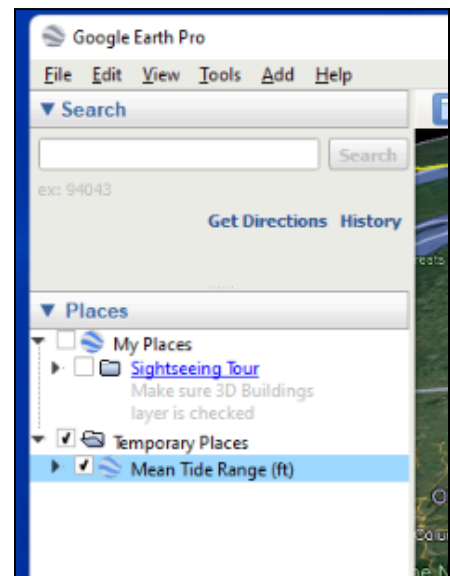 Google Earth Pro
File Edit View Tools Add Help
Search
Search
ex: 94043
Get Directions History
Places
My Places
Sightseeing Tour
Make sure 3D Buildings
layer is checked
Temporary Places
Mean Tide Range (ft)